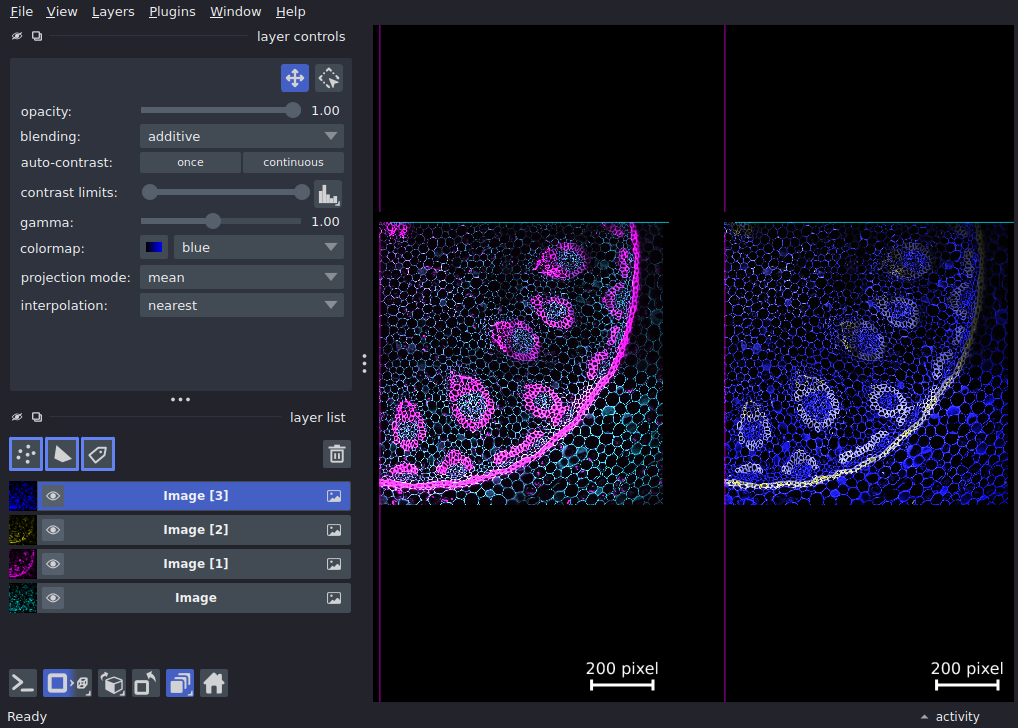 File View Layers Plugins Window Help
layer controls
opacity: 1.00
blending: additive
auto-contrast: once continuous
contrast limits:
gamma: 1.00
colormap: blue
projection mode: mean
interpolation: nearest
layer list
Image [3]
Image [2]
Image [1]
Image
200 pixel
200 pixel
Ready
activity